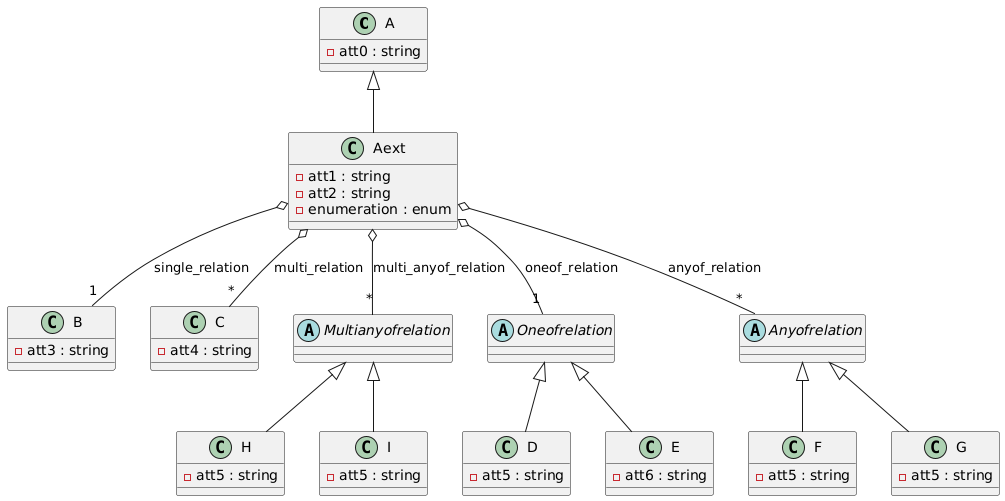 C A
att0 : string
C Aext
att1 : string
att2 : string
enumeration : enum
single_relation
multi_relation
multi_anyof_relation
oneof_relation
anyof_relation
1
*
*
1
*
C B
att3 : string
C C
att4 : string
A Multianyofrelation
A Oneofrelation
A Anyofrelation
C H
att5 : string
C I
att5 : string
C D
att5 : string
C E
att6 : string
C F
att5 : string
C G
att5 : string